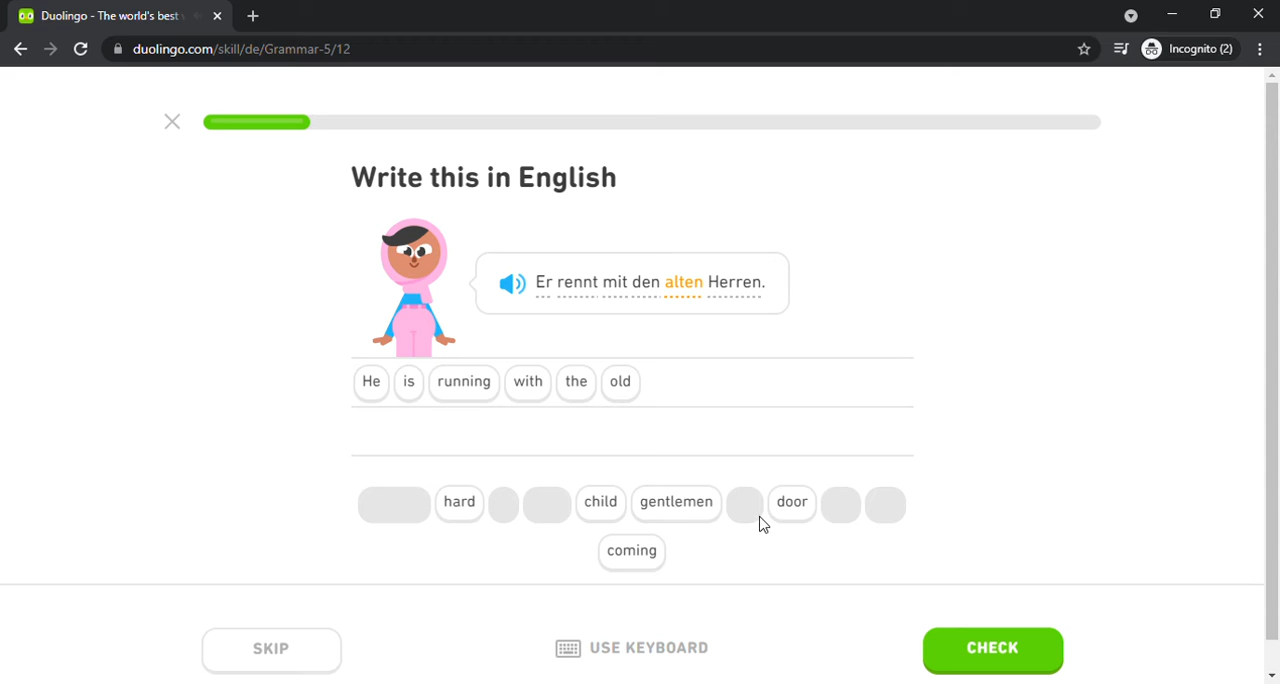 Duolingo - The world's best
Incognito (2)
duolingo.com/skill/de/Grammar-5/12
Write this in English
Er rennt mit den alten Herren.
He is running with the old
hard child gentlemen door
coming
SKIP USE KEYBOARD CHECK